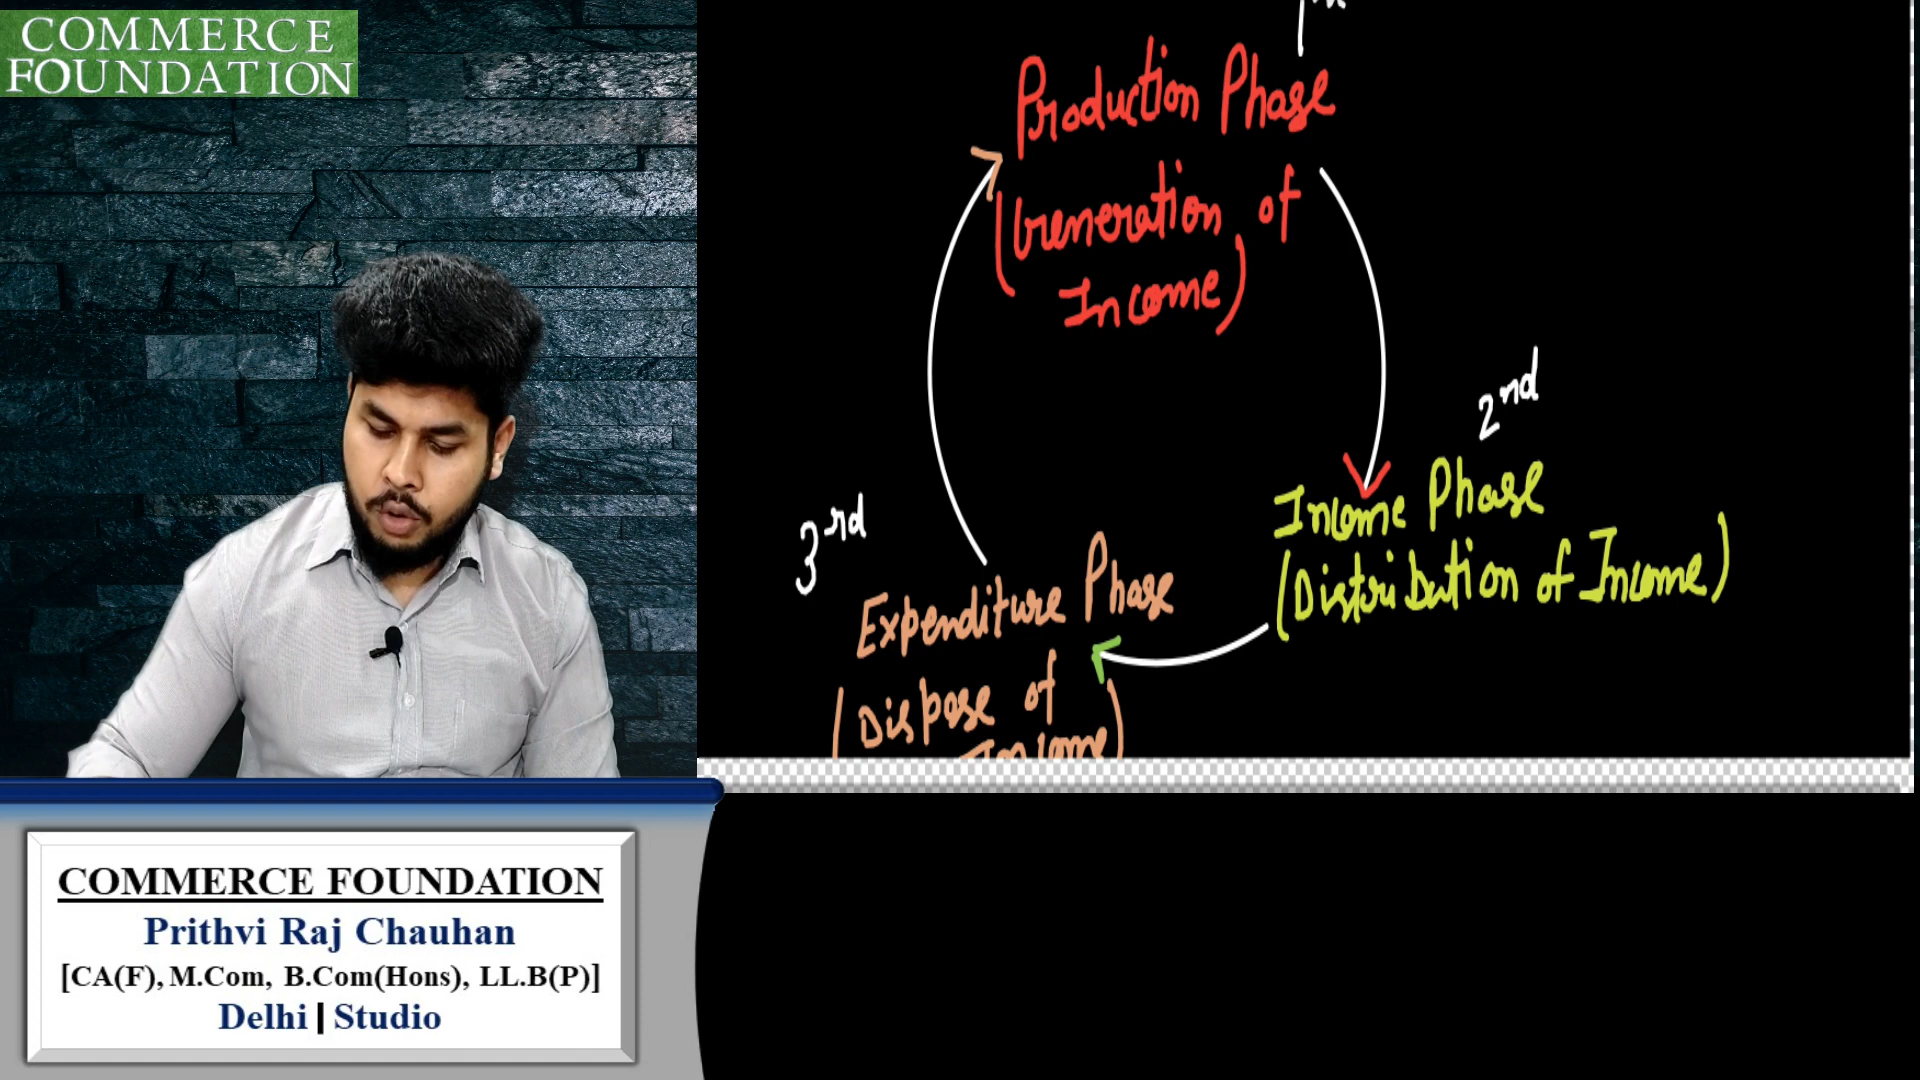 COMMERCE
FOUNDATION
Production Phase
(Generation of
Income)
2nd
Income Phase
(Distribution of Income)
3rd
Expenditure Phase
(Dispose of
Income)
COMMERCE FOUNDATION
Prithvi Raj Chauhan
[CA(F), M.Com, B.Com(Hons), LL.B(P)]
Delhi | Studio